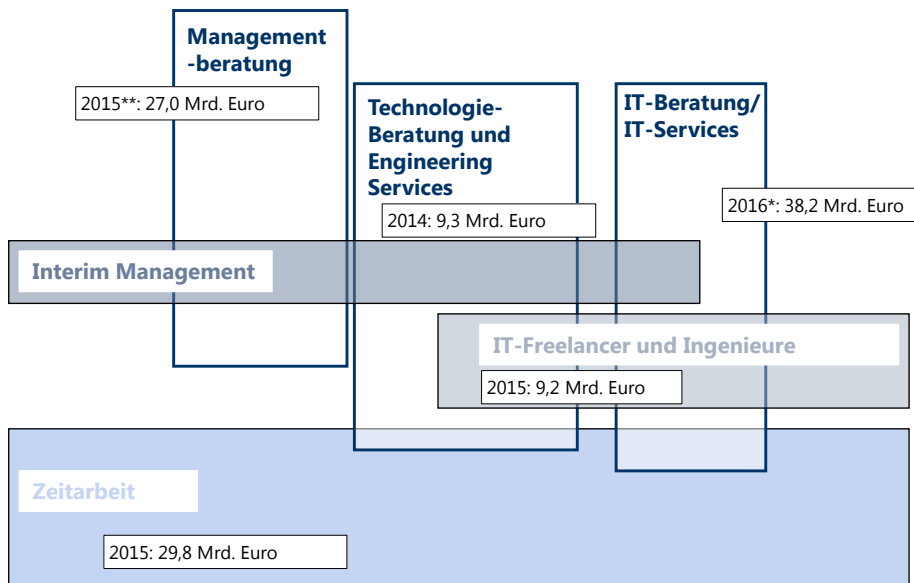 Management
-beratung
2015**: 27,0 Mrd. Euro
Technologie-
Beratung und
Engineering
Services
2014: 9,3 Mrd. Euro
IT-Beratung/
IT-Services
2016*: 38,2 Mrd. Euro
Interim Management
IT-Freelancer und Ingenieure
2015: 9,2 Mrd. Euro
Zeitarbeit
2015: 29,8 Mrd. Euro